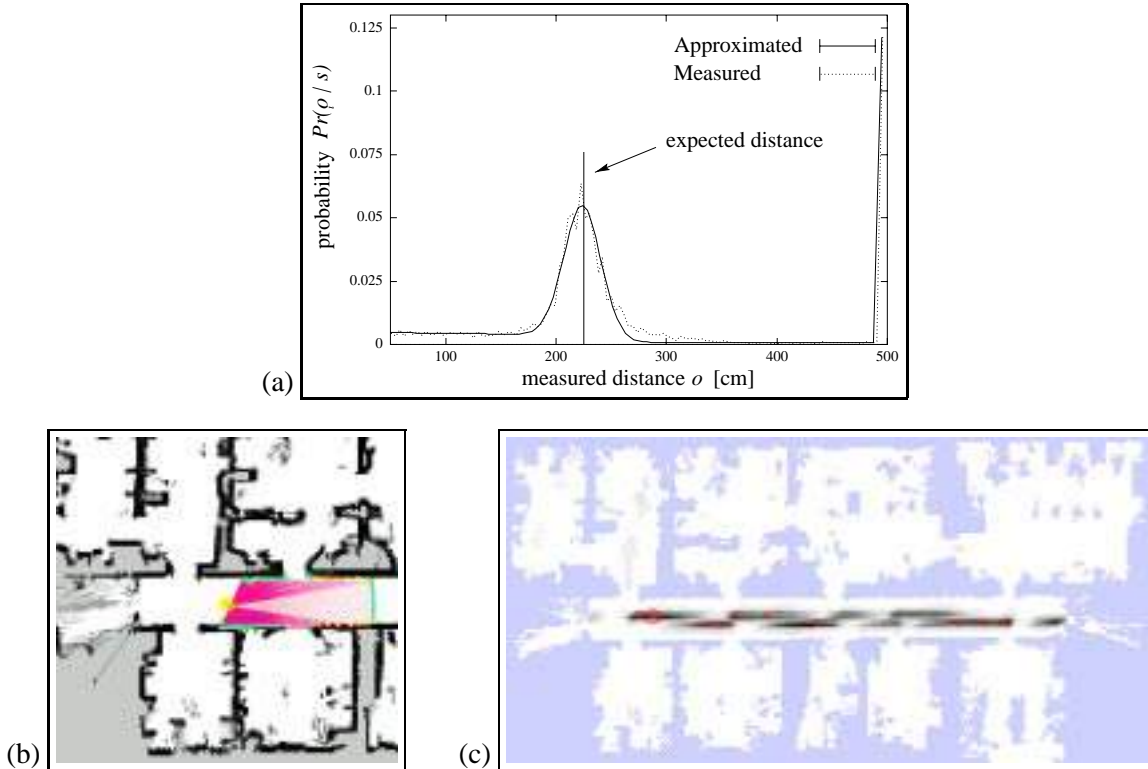 0.125
Approximated
Measured
0.1
probability Pr(o / s)
expected distance
0.075
0.05
0.025
0
100 200 300 400 500
measured distance o [cm]
(a)
(b)
(c)